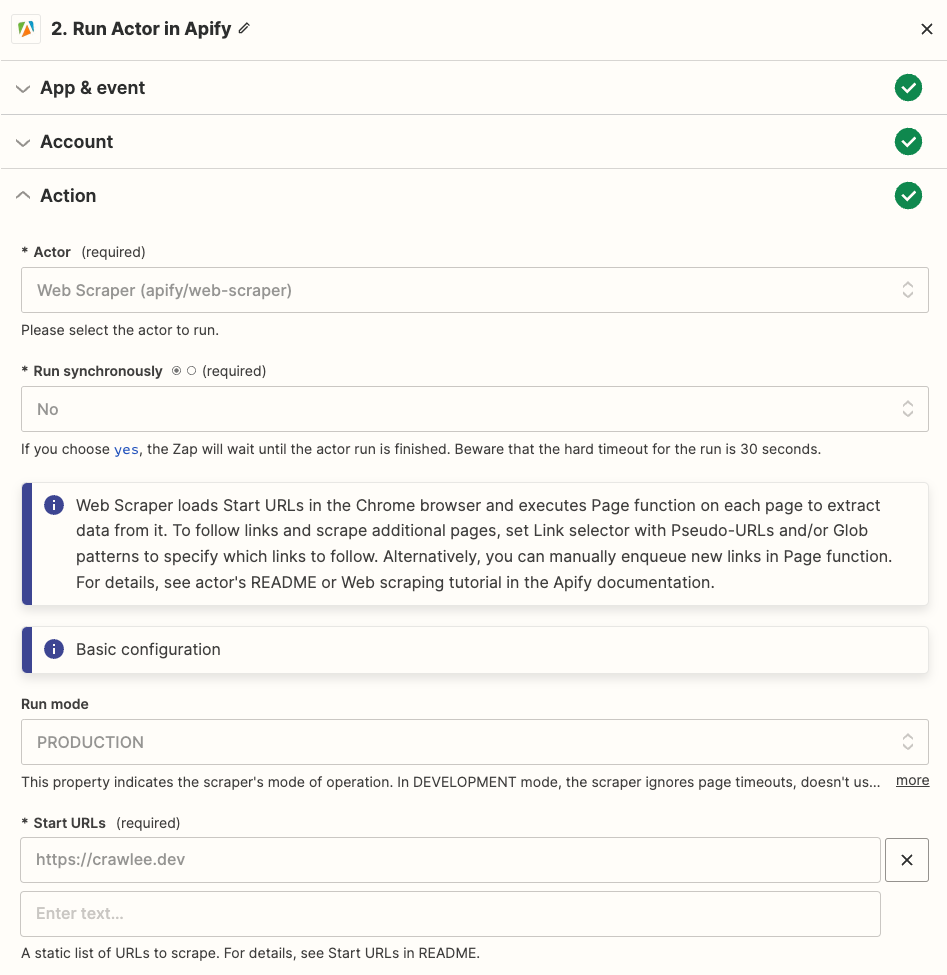 2. Run Actor in Apify
App & event
Account
Action
* Actor (required)
Web Scraper (apify/web-scraper)
Please select the actor to run.
* Run synchronously (required)
No
If you choose yes, the Zap will wait until the actor run is finished. Beware that the hard timeout for the run is 30 seconds.
Web Scraper loads Start URLs in the Chrome browser and executes Page function on each page to extract
data from it. To follow links and scrape additional pages, set Link selector with Pseudo-URLs and/or Glob
patterns to specify which links to follow. Alternatively, you can manually enqueue new links in Page function.
For details, see actor's README or Web scraping tutorial in the Apify documentation.
Basic configuration
Run mode
PRODUCTION
This property indicates the scraper's mode of operation. In DEVELOPMENT mode, the scraper ignores page timeouts, doesn't us... more
* Start URLs (required)
https://crawlee.dev
Enter text...
A static list of URLs to scrape. For details, see Start URLs in README.